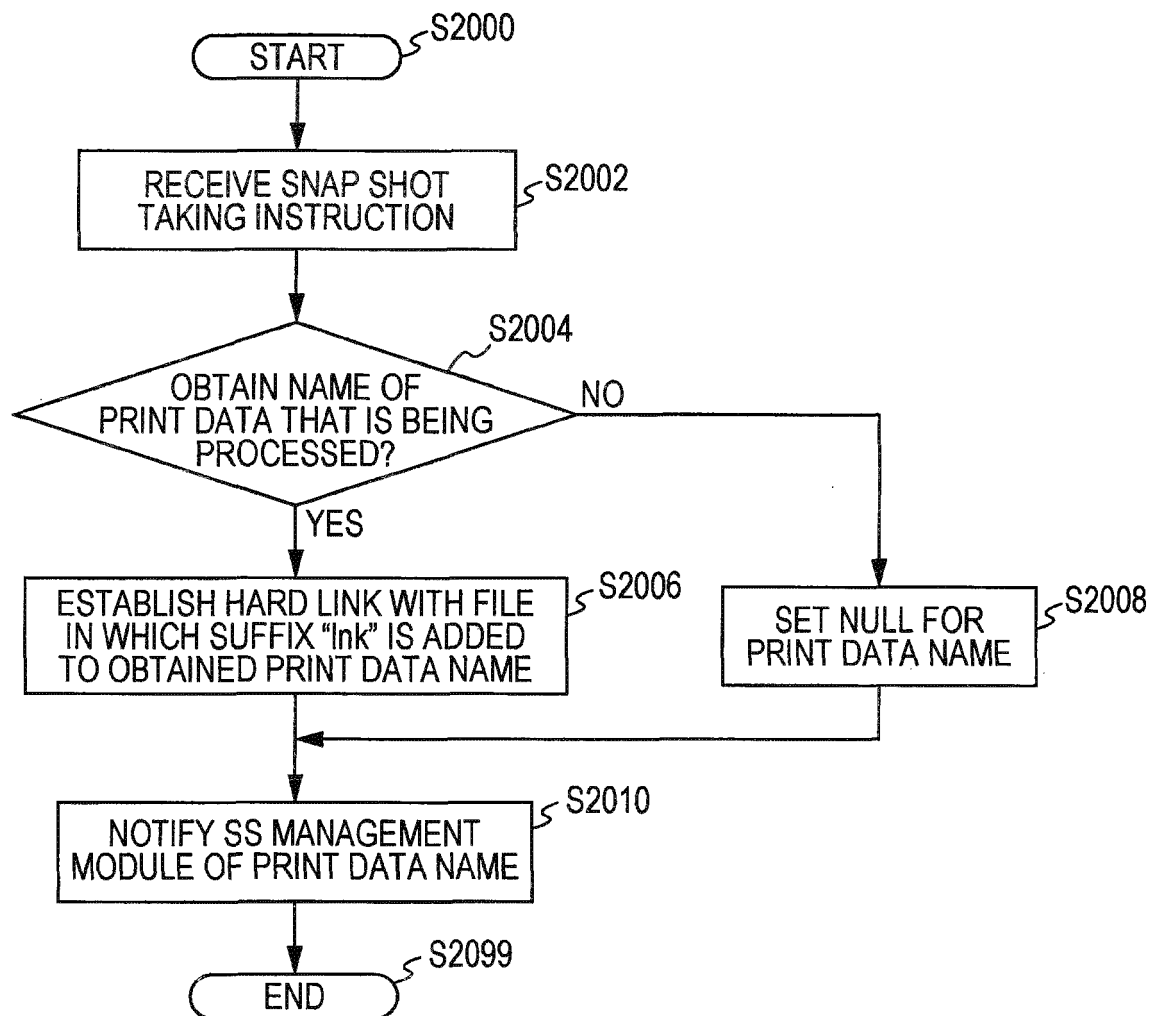 START
S2000
RECEIVE SNAP SHOT
TAKING INSTRUCTION
S2002
S2004
OBTAIN NAME OF
PRINT DATA THAT IS BEING
PROCESSED?
NO
YES
ESTABLISH HARD LINK WITH FILE
IN WHICH SUFFIX "lnk" IS ADDED
TO OBTAINED PRINT DATA NAME
S2006
SET NULL FOR
PRINT DATA NAME
S2008
NOTIFY SS MANAGEMENT
MODULE OF PRINT DATA NAME
S2010
END
S2099